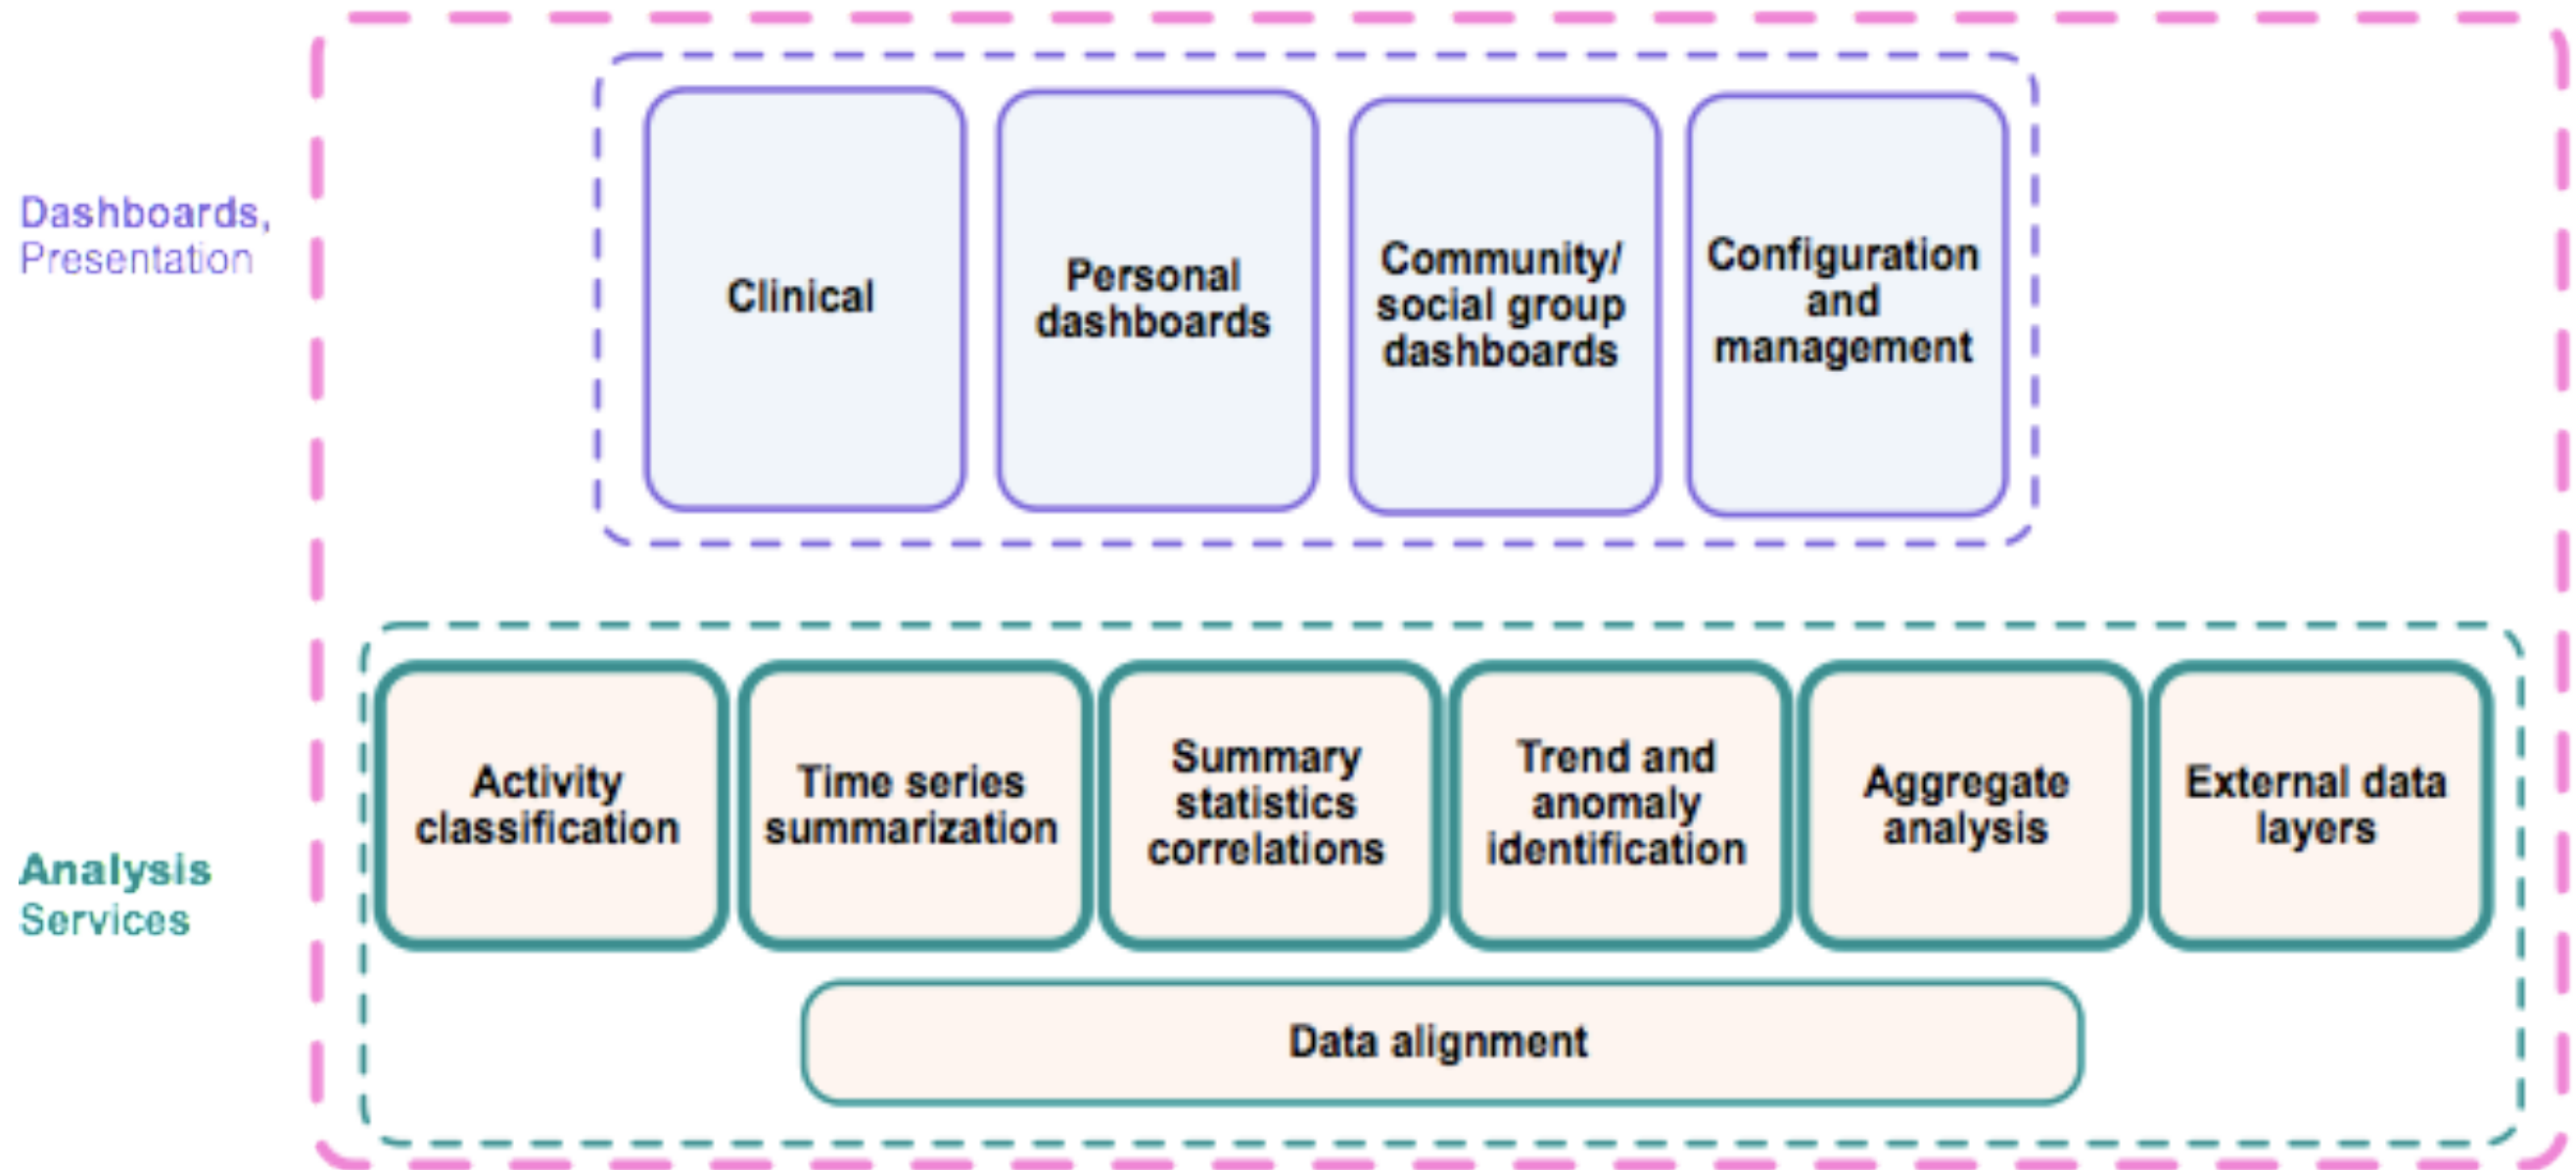 Dashboards,
Presentation
Clinical
Personal
dashboards
Community/
social group
dashboards
Configuration
and
management
Analysis
Services
Activity
classification
Time series
summarization
Summary
statistics
correlations
Trend and
anomaly
identification
Aggregate
analysis
External data
layers
Data alignment